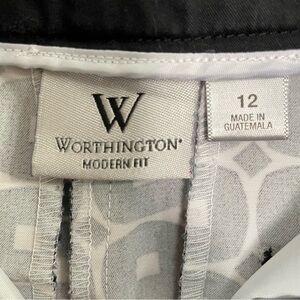 W
WORTHINGTON®
MODERN FIT
12
MADE IN
GUATEMALA